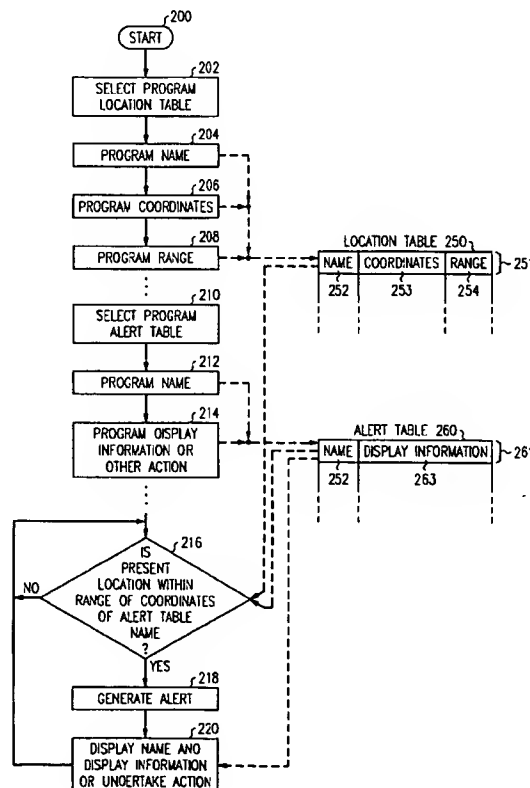 200
START
202
SELECT PROGRAM
LOCATION TABLE
204
PROGRAM NAME
206
PROGRAM COORDINATES
208
PROGRAM RANGE
LOCATION TABLE 250
NAME COORDINATES RANGE
251
252 253 254
210
SELECT PROGRAM
ALERT TABLE
212
PROGRAM NAME
214
PROGRAM DISPLAY
INFORMATION OR
OTHER ACTION
ALERT TABLE 260
NAME DISPLAY INFORMATION
261
252 263
216
IS
PRESENT
LOCATION WITHIN
RANGE OF COORDINATES
OF ALERT TABLE
NAME
?
NO
YES
218
GENERATE ALERT
220
DISPLAY NAME AND
DISPLAY INFORMATION
OR UNDERTAKE ACTION